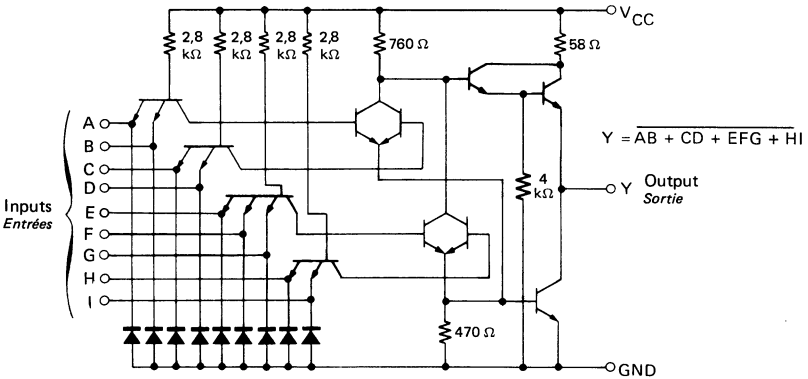 VCC
2,8 kΩ
2,8 kΩ
2,8 kΩ
2,8 kΩ
760 Ω
58 Ω
A
B
C
D
E
F
G
H
I
Inputs
Entrées
Y = AB + CD + EFG + HI
4 kΩ
Y Output
Sortie
470 Ω
GND